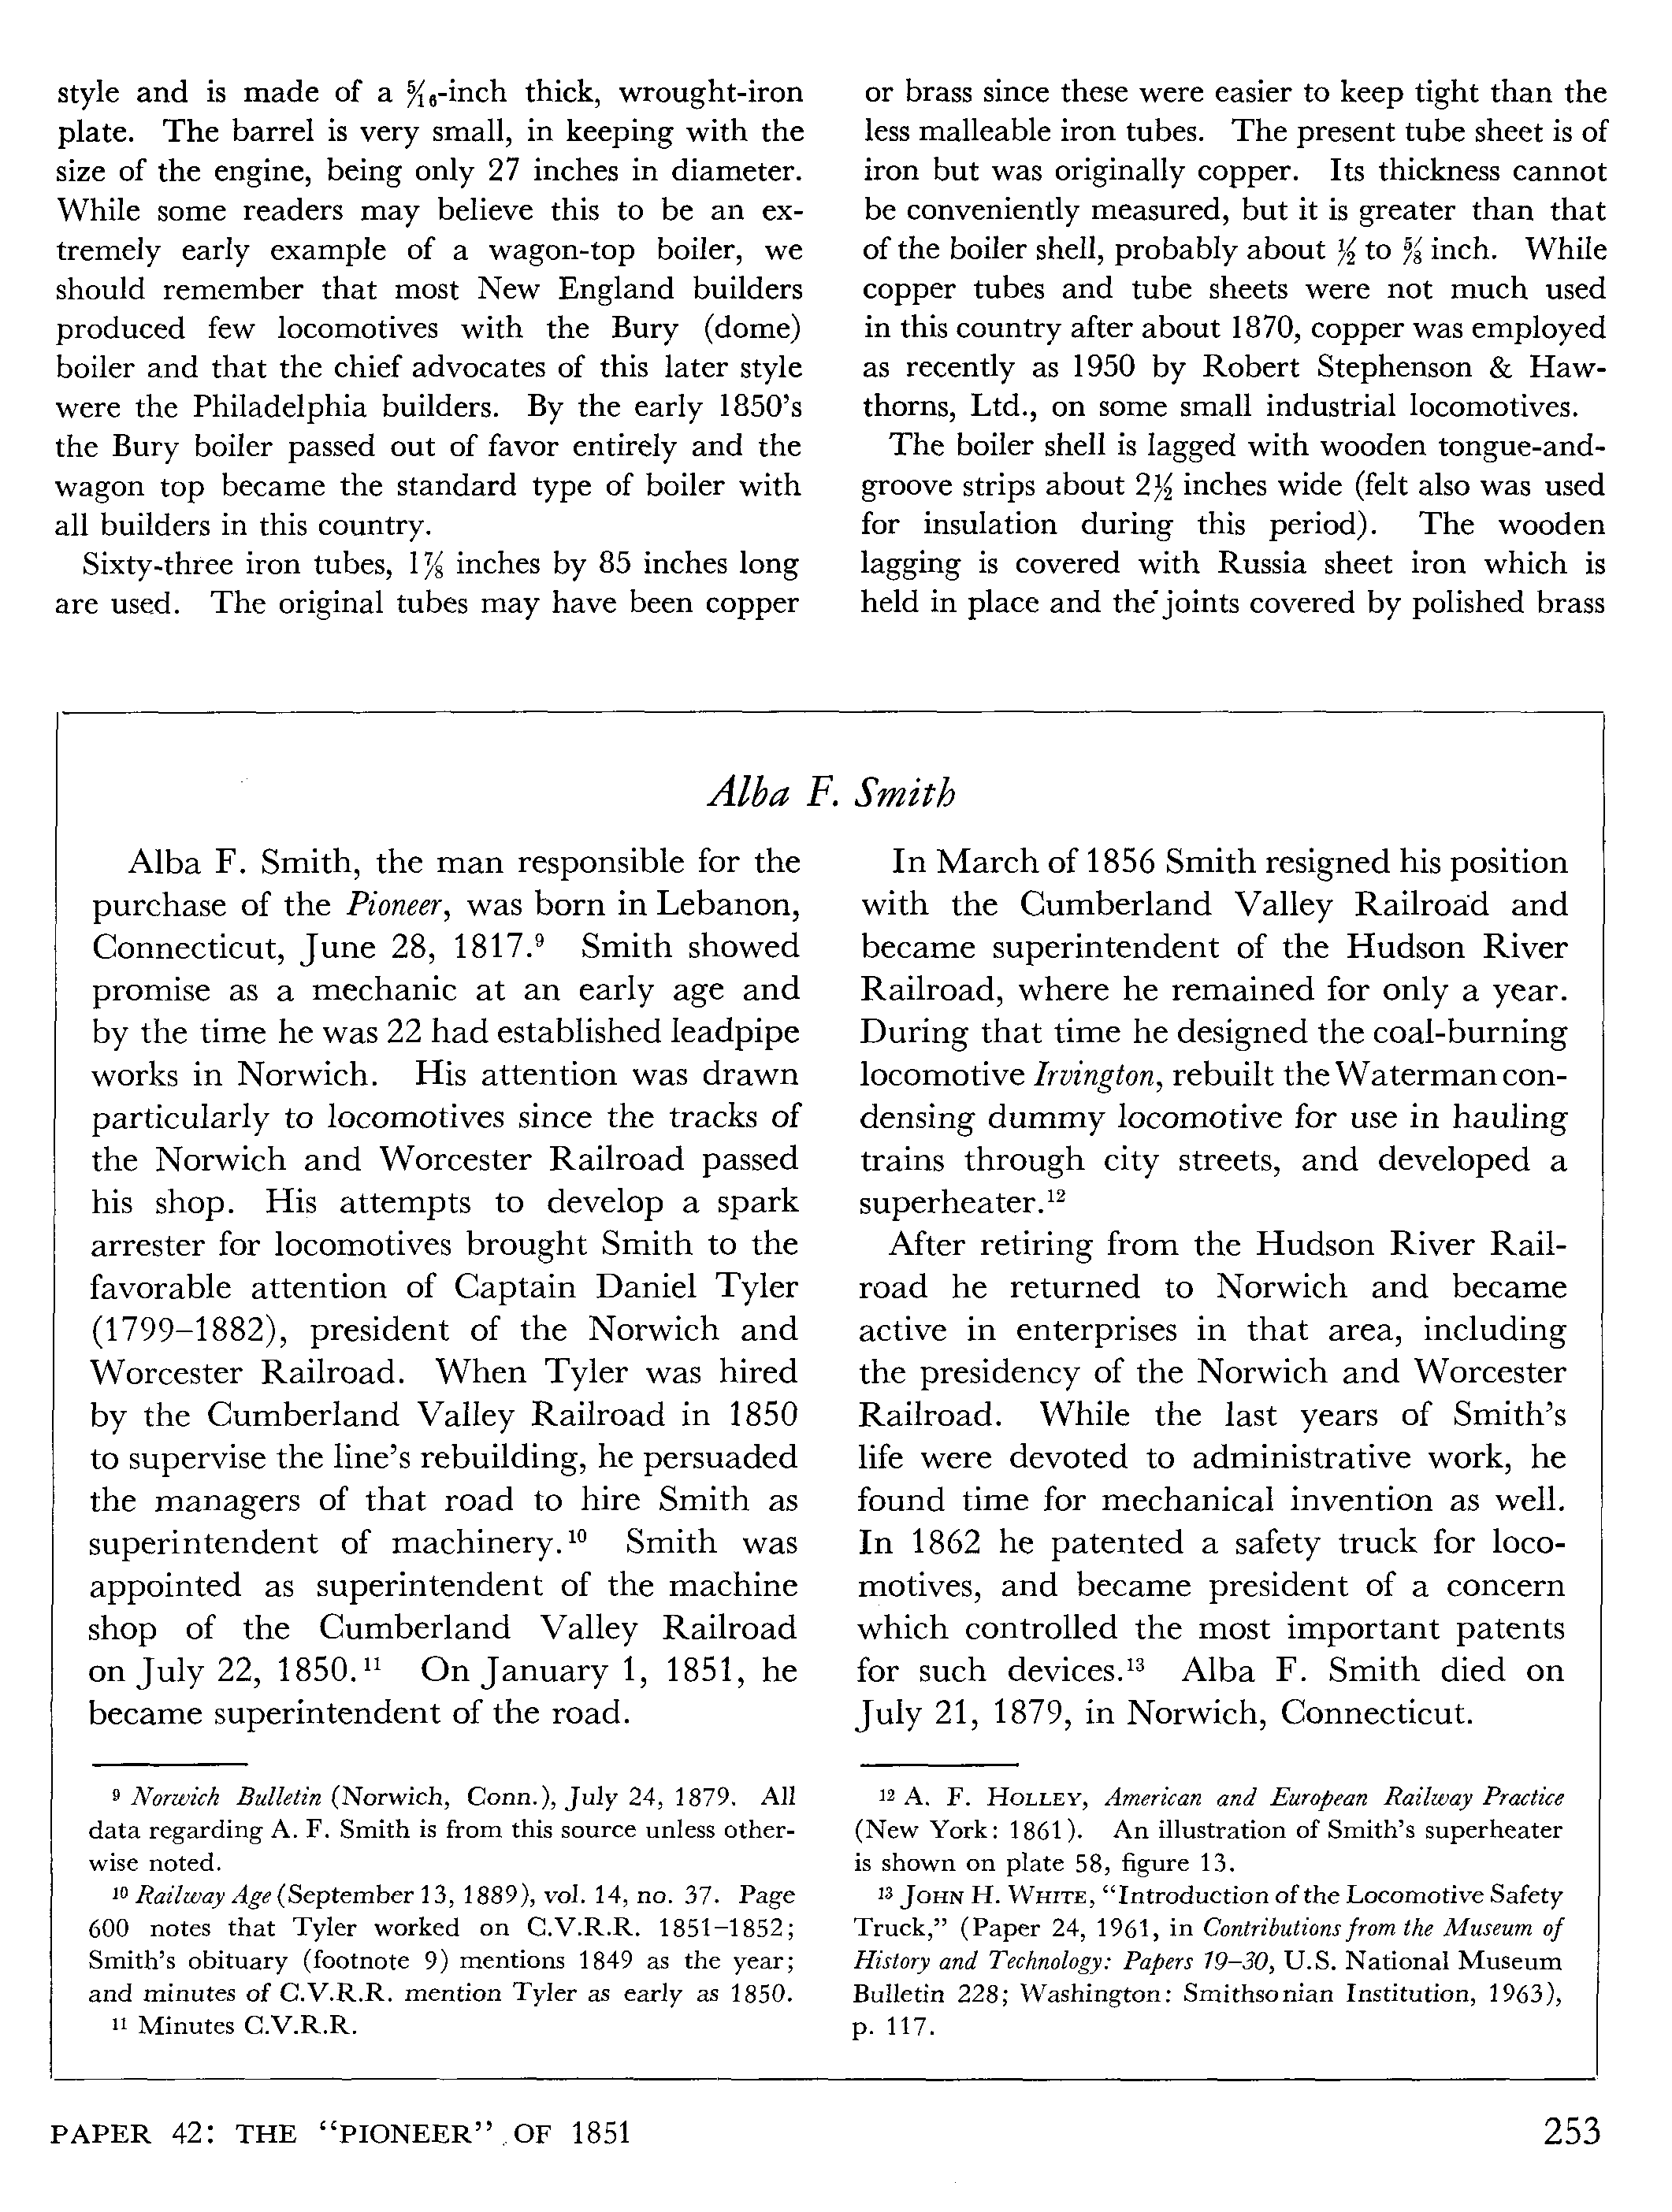 style and is made of a 5/16-inch thick, wrought-iron
plate. The barrel is very small, in keeping with the
size of the engine, being only 27 inches in diameter.
While some readers may believe this to be an ex-
tremely early example of a wagon-top boiler, we
should remember that most New England builders
produced few locomotives with the Bury (dome)
boiler and that the chief advocates of this later style
were the Philadelphia builders. By the early 1850's
the Bury boiler passed out of favor entirely and the
wagon top became the standard type of boiler with
all builders in this country.
Sixty-three iron tubes, 1⅞ inches by 85 inches long
are used. The original tubes may have been copper
or brass since these were easier to keep tight than the
less malleable iron tubes. The present tube sheet is of
iron but was originally copper. Its thickness cannot
be conveniently measured, but it is greater than that
of the boiler shell, probably about ½ to ⅝ inch. While
copper tubes and tube sheets were not much used
in this country after about 1870, copper was employed
as recently as 1950 by Robert Stephenson & Haw-
thorns, Ltd., on some small industrial locomotives.
The boiler shell is lagged with wooden tongue-and-
groove strips about 2½ inches wide (felt also was used
for insulation during this period). The wooden
lagging is covered with Russia sheet iron which is
held in place and the joints covered by polished brass
Alba F. Smith
Alba F. Smith, the man responsible for the
purchase of the Pioneer, was born in Lebanon,
Connecticut, June 28, 1817.⁹ Smith showed
promise as a mechanic at an early age and
by the time he was 22 had established leadpipe
works in Norwich. His attention was drawn
particularly to locomotives since the tracks of
the Norwich and Worcester Railroad passed
his shop. His attempts to develop a spark
arrester for locomotives brought Smith to the
favorable attention of Captain Daniel Tyler
(1799–1882), president of the Norwich and
Worcester Railroad. When Tyler was hired
by the Cumberland Valley Railroad in 1850
to supervise the line's rebuilding, he persuaded
the managers of that road to hire Smith as
superintendent of machinery.¹⁰ Smith was
appointed as superintendent of the machine
shop of the Cumberland Valley Railroad
on July 22, 1850.¹¹ On January 1, 1851, he
became superintendent of the road.
⁹ Norwich Bulletin (Norwich, Conn.), July 24, 1879. All
data regarding A. F. Smith is from this source unless other-
wise noted.
¹⁰ Railway Age (September 13, 1889), vol. 14, no. 37. Page
600 notes that Tyler worked on C.V.R.R. 1851–1852;
Smith's obituary (footnote 9) mentions 1849 as the year;
and minutes of C.V.R.R. mention Tyler as early as 1850.
¹¹ Minutes C.V.R.R.
In March of 1856 Smith resigned his position
with the Cumberland Valley Railroad and
became superintendent of the Hudson River
Railroad, where he remained for only a year.
During that time he designed the coal-burning
locomotive Irvington, rebuilt the Waterman con-
densing dummy locomotive for use in hauling
trains through city streets, and developed a
superheater.¹²
After retiring from the Hudson River Rail-
road he returned to Norwich and became
active in enterprises in that area, including
the presidency of the Norwich and Worcester
Railroad. While the last years of Smith's
life were devoted to administrative work, he
found time for mechanical invention as well.
In 1862 he patented a safety truck for loco-
motives, and became president of a concern
which controlled the most important patents
for such devices.¹³ Alba F. Smith died on
July 21, 1879, in Norwich, Connecticut.
¹² A. F. HOLLEY, American and European Railway Practice
(New York: 1861). An illustration of Smith's superheater
is shown on plate 58, figure 13.
¹³ JOHN H. WHITE, "Introduction of the Locomotive Safety
Truck," (Paper 24, 1961, in Contributions from the Museum of
History and Technology: Papers 19–30, U.S. National Museum
Bulletin 228; Washington: Smithsonian Institution, 1963),
p. 117.
PAPER 42: THE "PIONEER" OF 1851
253